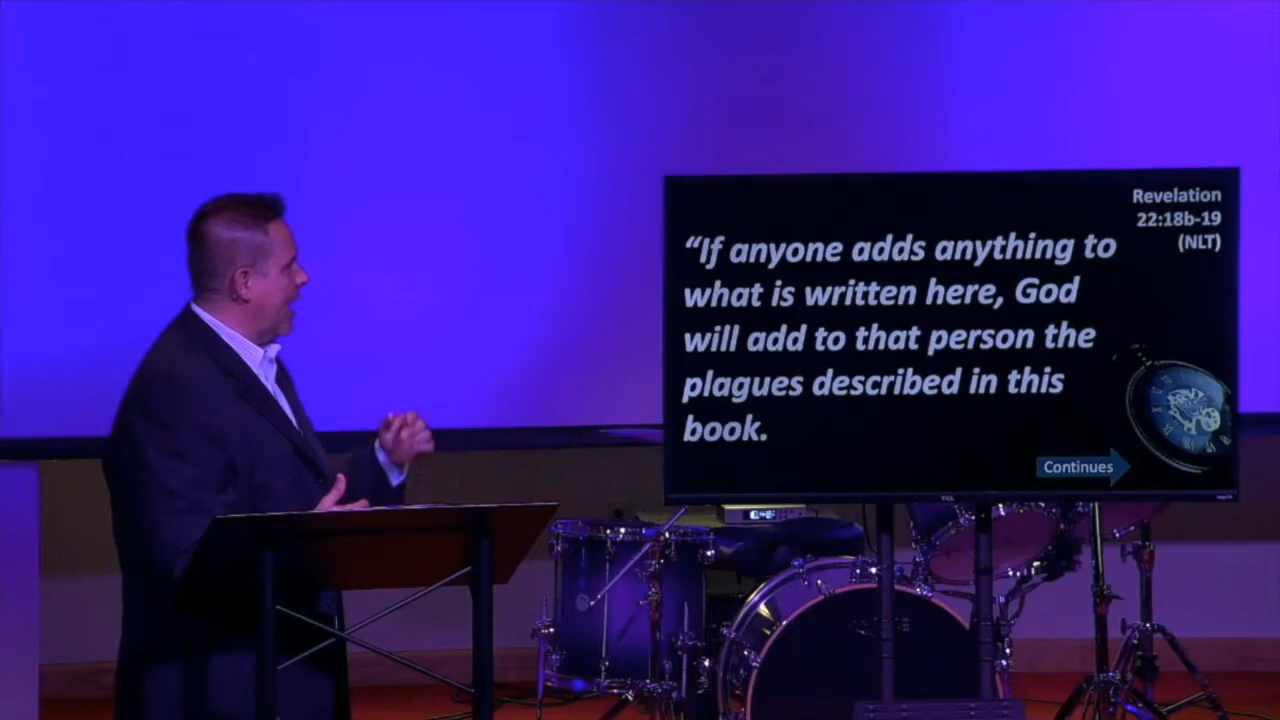 Revelation
22:18b-19
(NLT)
“If anyone adds anything to
what is written here, God
will add to that person the
plagues described in this
book.
Continues
TCL